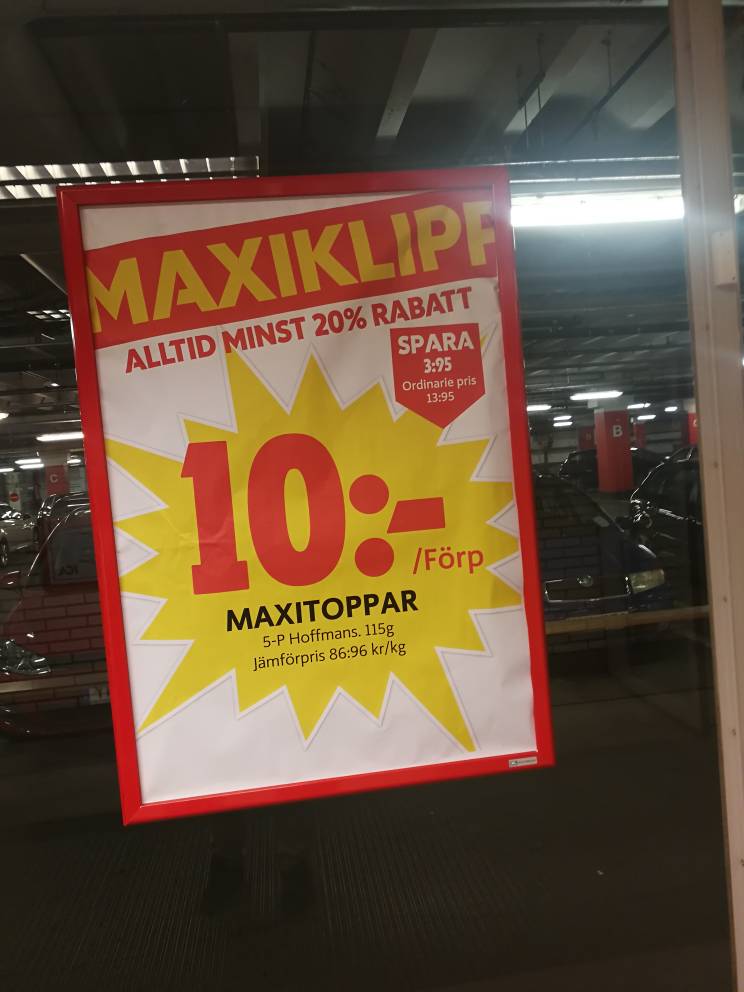 MAXIKLIPP
ALLTID MINST 20% RABATT
SPARA
3:95
Ordinarie pris
13:95
10:-
/Förp
MAXITOPPAR
5-P Hoffmans. 115g
Jämförpris 86:96 kr/kg
B
C